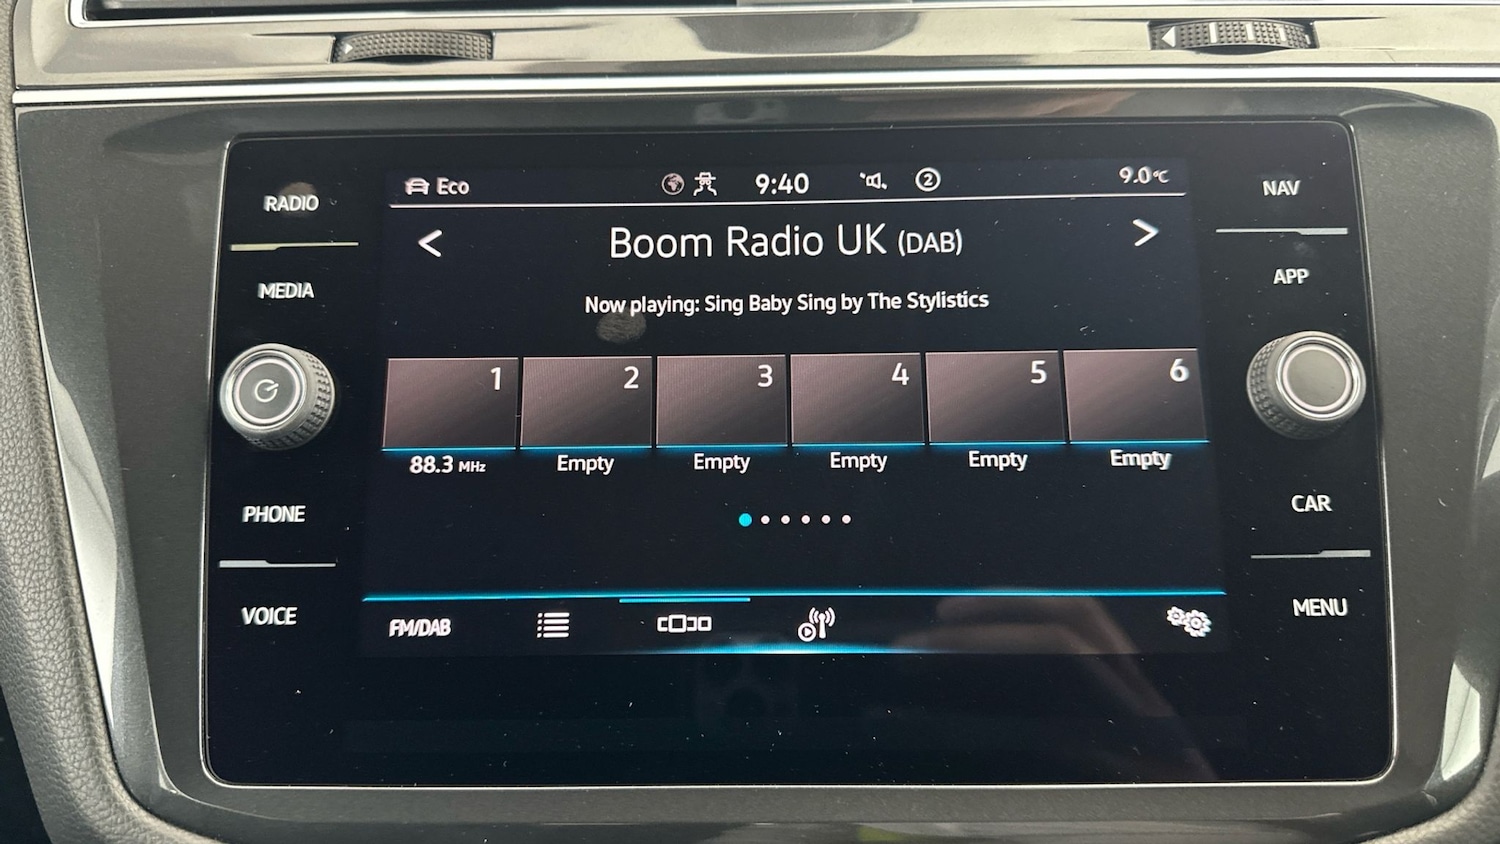 RADIO
MEDIA
PHONE
VOICE
Eco
9:40
2
9.0°C
< Boom Radio UK (DAB) >
Now playing: Sing Baby Sing by The Stylistics
1 2 3 4 5 6
88.3 MHz Empty Empty Empty Empty Empty
FM/DAB
NAV
APP
CAR
MENU